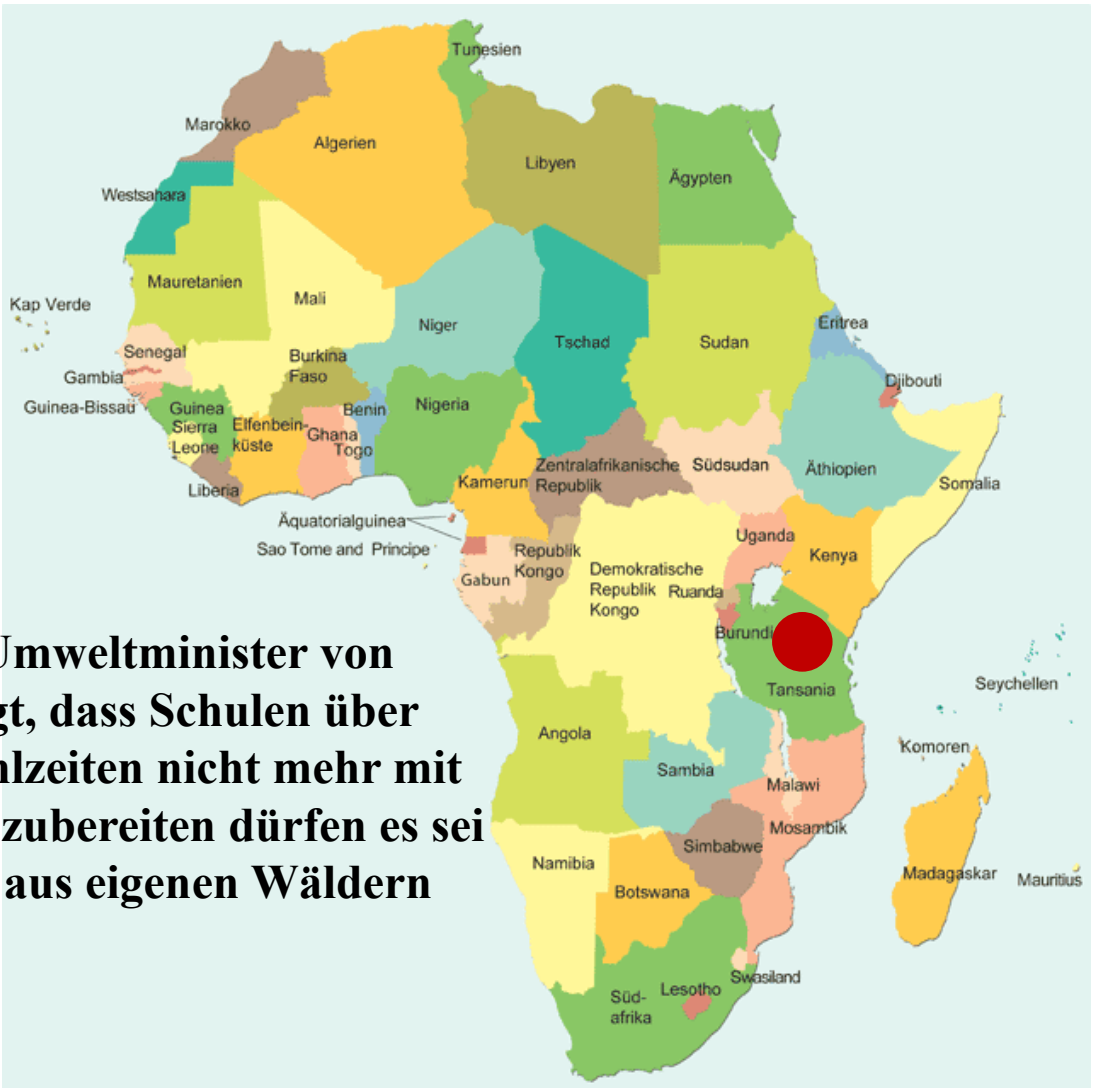 Tunesien
Marokko
Algerien
Libyen
Ägypten
Westsahara
Mauretanien
Mali
Kap Verde
Niger
Tschad
Sudan
Eritrea
Senegal
Burkina
Faso
Gambia
Djibouti
Guinea-Bissau
Guinea
Benin
Nigeria
Sierra
Leone
Elfenbein-
küste
Ghana
Togo
Zentralafrikanische
Republik
Südsudan
Äthiopien
Kamerun
Somalia
Liberia
Äquatorialguinea
Uganda
Sao Tome and Principe
Republik
Kongo
Kenya
Gabun
Demokratische
Republik
Kongo
Ruanda
Burundi
Umweltminister von
gt, dass Schulen über
hlzeiten nicht mehr mit
zubereiten dürfen es sei
aus eigenen Wäldern
Tansania
Seychellen
Angola
Komoren
Sambia
Malawi
Mosambik
Simbabwe
Namibia
Botswana
Madagaskar
Mauritius
Swasiland
Lesotho
Süd-
afrika